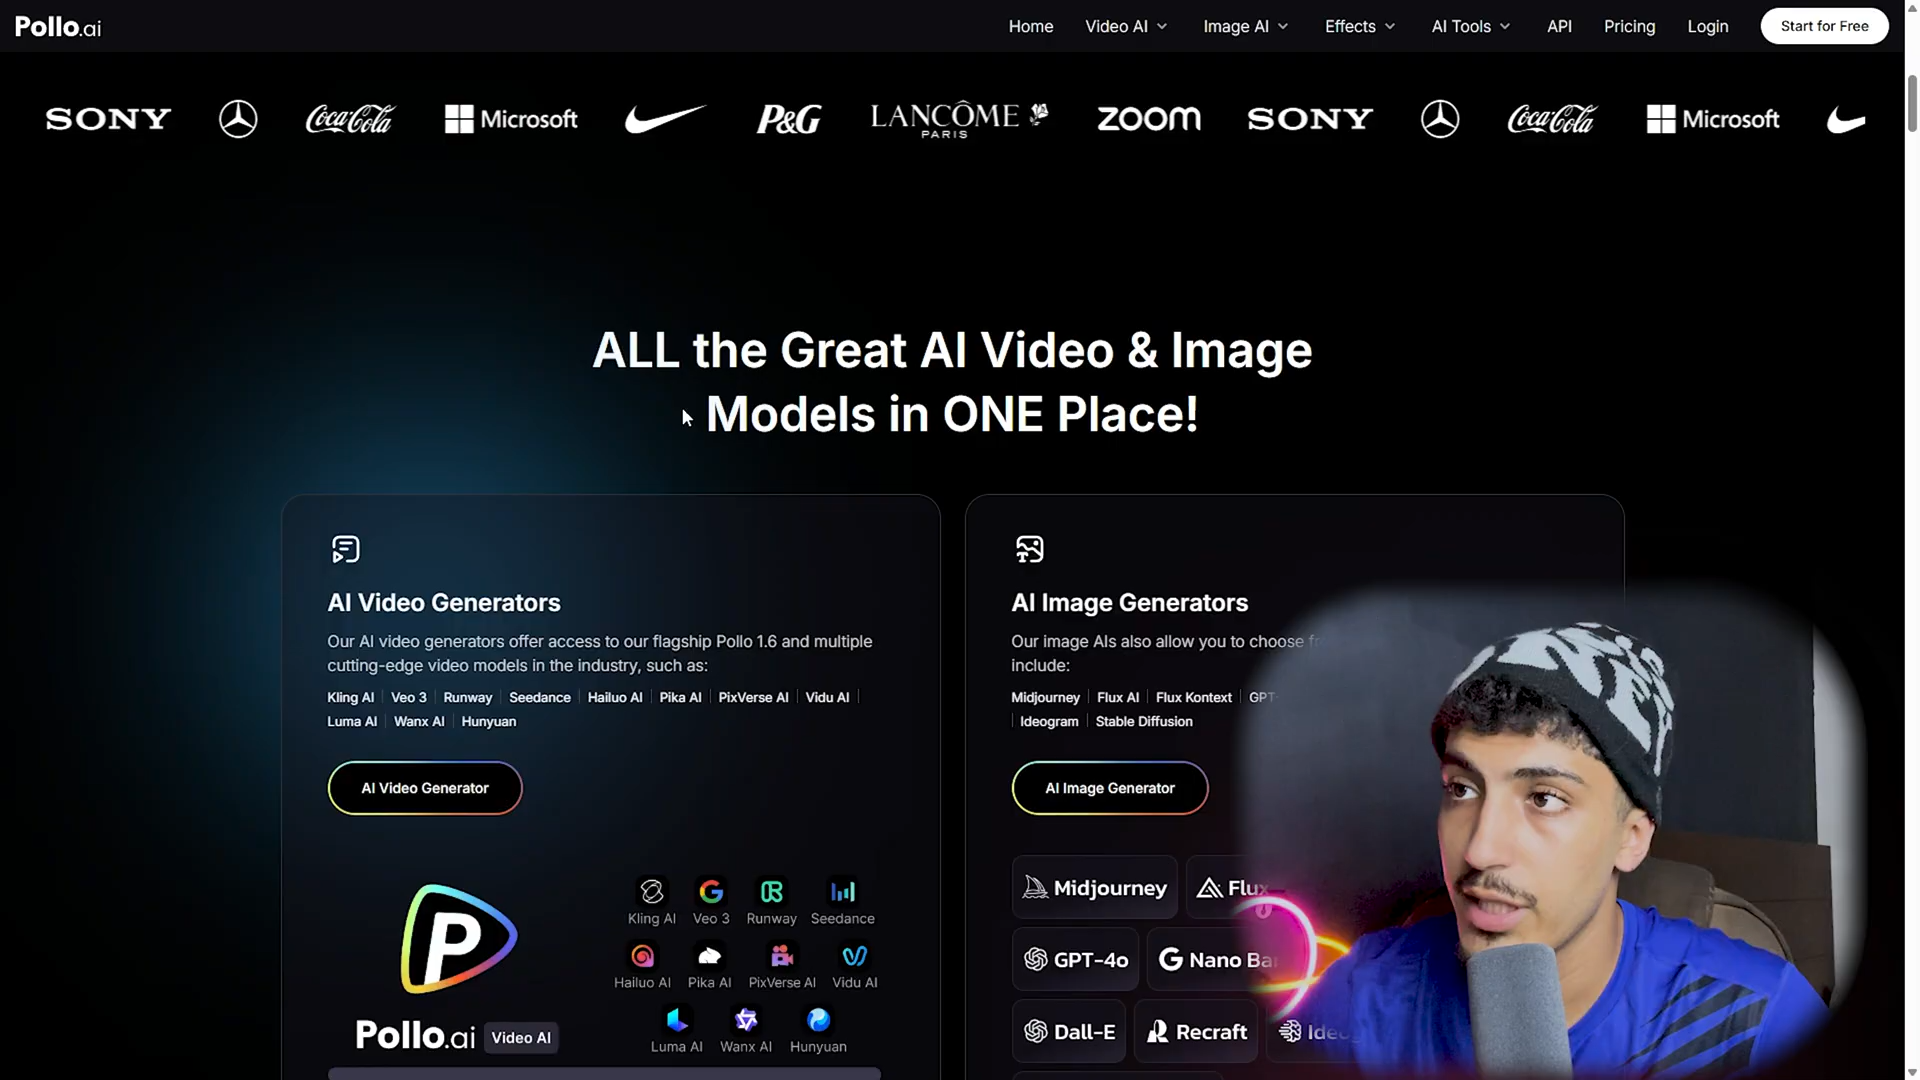 Pollo.ai
Home
Video AI
Image AI
Effects
AI Tools
API
Pricing
Login
Start for Free
SONY
Coca-Cola
Microsoft
P&G
LANCÔME
PARIS
zoom
SONY
Coca-Cola
Microsoft
ALL the Great AI Video & Image
Models in ONE Place!
AI Video Generators
Our AI video generators offer access to our flagship Pollo 1.6 and multiple
cutting-edge video models in the industry, such as:
Kling AI | Veo 3 | Runway | Seedance | Hailuo AI | Pika AI | PixVerse AI | Vidu AI |
Luma AI | Wanx AI | Hunyuan
AI Video Generator
P
Kling AI
Veo 3
Runway
Seedance
Hailuo AI
Pika AI
PixVerse AI
Vidu AI
Luma AI
Wanx AI
Hunyuan
Pollo.ai
Video AI
AI Image Generators
Our image AIs also allow you to choose
include:
Midjourney | Flux AI | Flux Kontext | GPT-
| Ideogram | Stable Diffusion
AI Image Generator
Midjourney
Flux
GPT-4o
Nano
Dall-E
Recraft